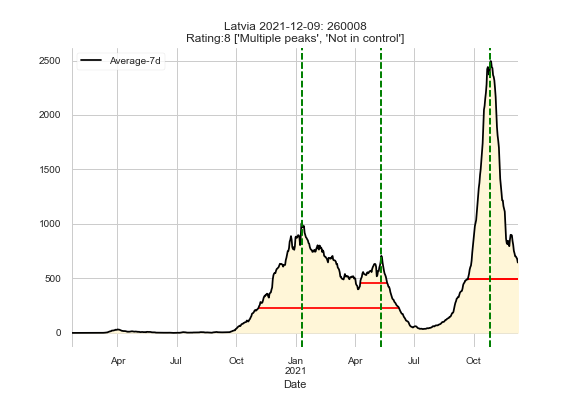 Latvia 2021-12-09: 260008
Rating:8 ['Multiple peaks', 'Not in control']
Average-7d
2500
2000
1500
1000
500
0
Apr Jul Oct Jan Apr Jul Oct
2021
Date